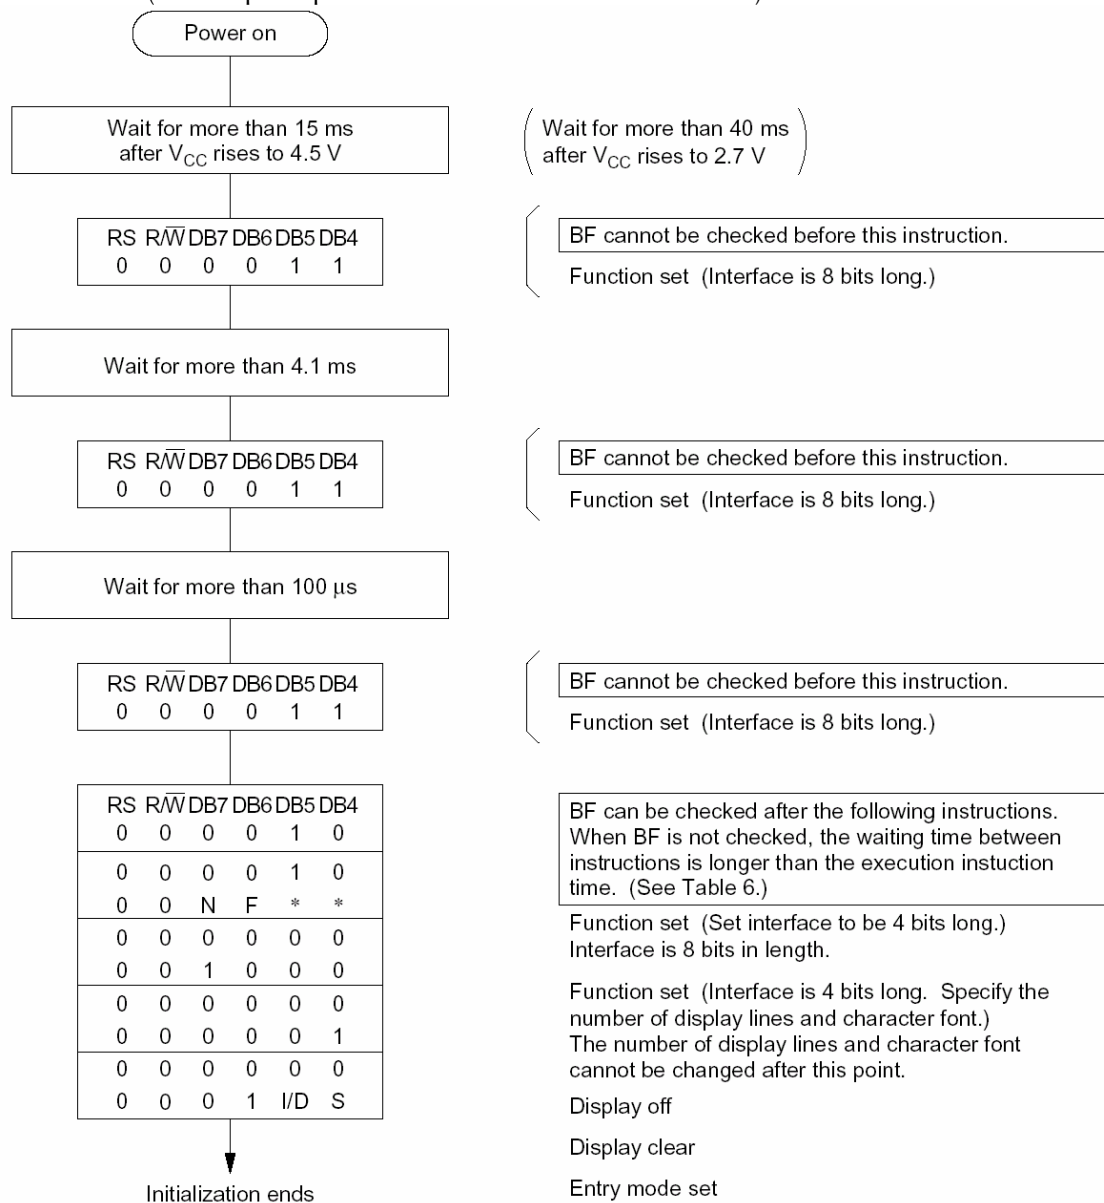 Power on
Wait for more than 15 ms
after VCC rises to 4.5 V
Wait for more than 40 ms
after VCC rises to 2.7 V
RS R/W DB7 DB6 DB5 DB4
0 0 0 0 1 1
BF cannot be checked before this instruction.
Function set (Interface is 8 bits long.)
Wait for more than 4.1 ms
RS R/W DB7 DB6 DB5 DB4
0 0 0 0 1 1
BF cannot be checked before this instruction.
Function set (Interface is 8 bits long.)
Wait for more than 100 µs
RS R/W DB7 DB6 DB5 DB4
0 0 0 0 1 1
BF cannot be checked before this instruction.
Function set (Interface is 8 bits long.)
RS R/W DB7 DB6 DB5 DB4
0 0 0 0 1 0
0 0 0 0 1 0
0 0 N F * *
0 0 0 0 0 0
0 0 1 0 0 0
0 0 0 0 0 0
0 0 0 0 0 1
0 0 0 0 0 0
0 0 0 1 I/D S
BF can be checked after the following instructions.
When BF is not checked, the waiting time between
instructions is longer than the execution instuction
time. (See Table 6.)
Function set (Set interface to be 4 bits long.)
Interface is 8 bits in length.
Function set (Interface is 4 bits long. Specify the
number of display lines and character font.)
The number of display lines and character font
cannot be changed after this point.
Display off
Display clear
Entry mode set
Initialization ends